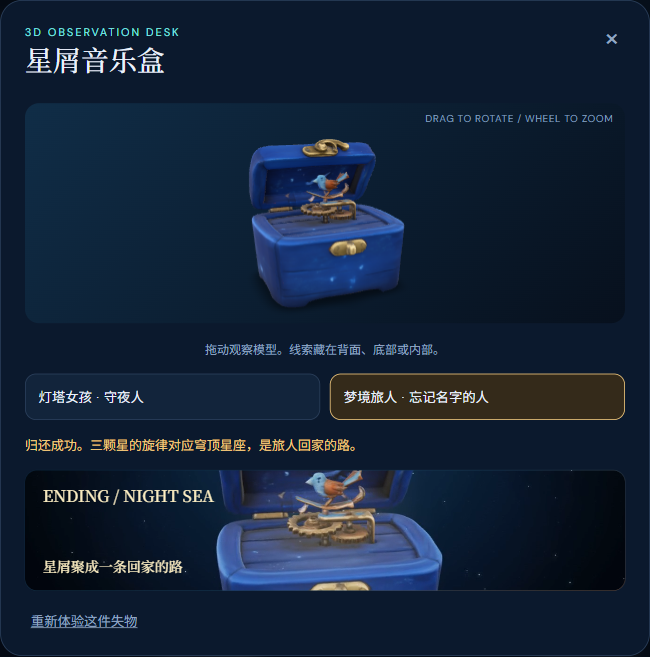 3D OBSERVATION DESK
星屑音乐盒
×
DRAG TO ROTATE / WHEEL TO ZOOM
拖动观察模型。线索藏在背面、底部或内部。
灯塔女孩 · 守夜人
梦境旅人 · 忘记名字的人
归还成功。三颗星的旋律对应穹顶星座，是旅人回家的路。
ENDING / NIGHT SEA
星屑聚成一条回家的路
重新体验这件失物